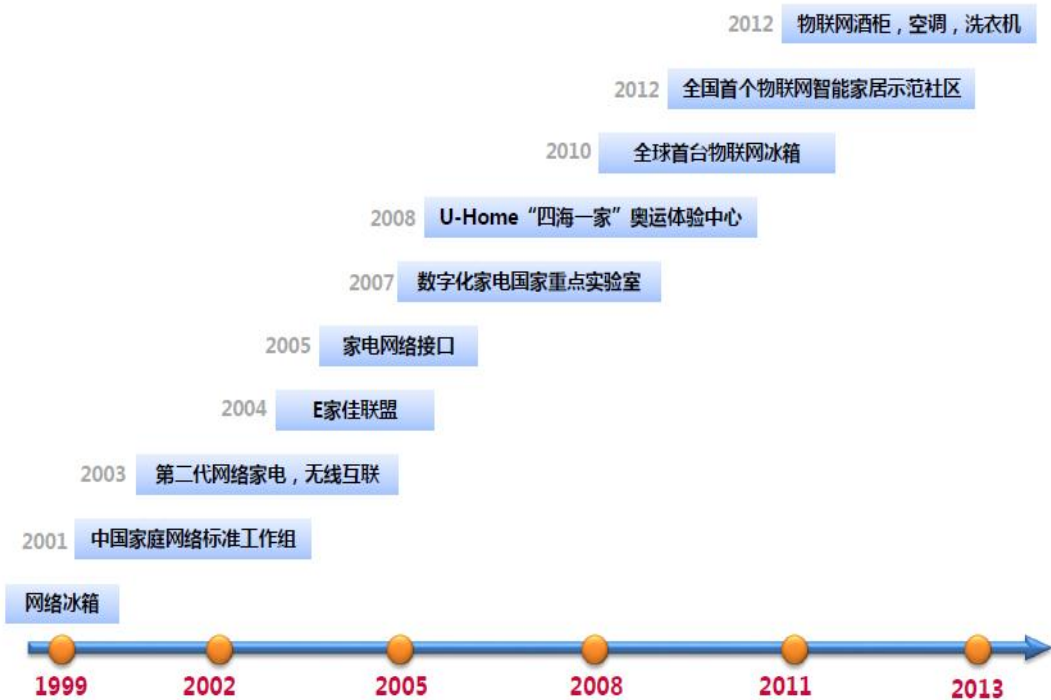 2012 物联网酒柜，空调，洗衣机
2012 全国首个物联网智能家居示范社区
2010 全球首台物联网冰箱
2008 U-Home“四海一家”奥运体验中心
2007 数字化家电国家重点实验室
2005 家电网络接口
2004 E家佳联盟
2003 第二代网络家电，无线互联
2001 中国家庭网络标准工作组
网络冰箱
1999 2002 2005 2008 2011 2013